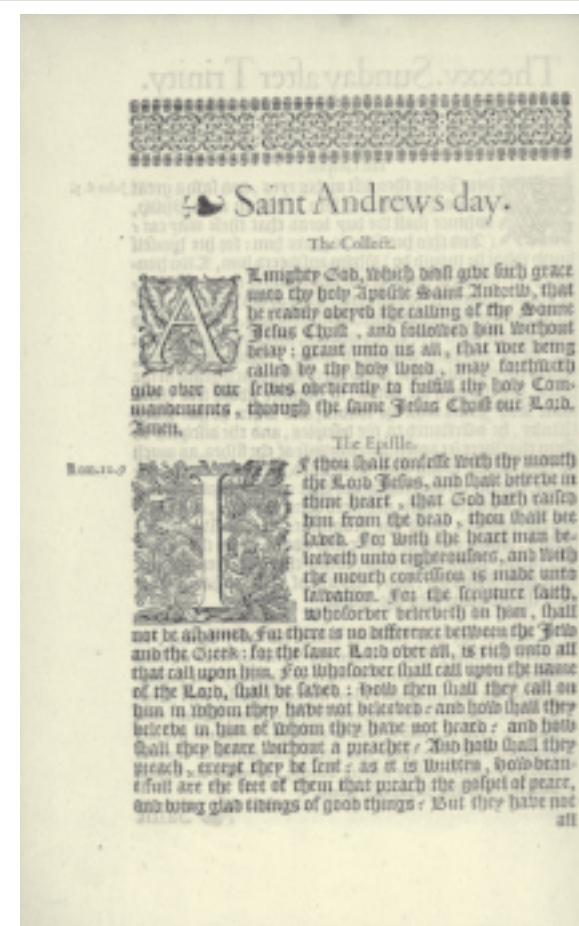 Saint Andrews day.
The Collect.
ALmighty God, which didst give such grace
unto thy holy Apostle Saint Andrew, that
he readily obeyed the calling of thy Sonne
Jesus Christ, and followed him without
delay: grant unto us all, that wee being
called by thy holy word, may forthwith
give over our selves obediently to fulfill thy holy Com-
mandements, through the same Jesus Christ our Lord.
Amen.
The Epistle.
Rom.10.9
IF thou shalt confesse with thy mouth
the Lord Jesus, and shalt beleeve in
thine heart, that God hath raised
him from the dead, thou shalt bee
saved. For with the heart man be-
leeveth unto righteousnes, and with
the mouth confession is made unto
salvation. For the scripture saith,
whosoever beleeveth on him, shall
not be ashamed. For there is no difference between the Jew
and the Greek: for the same Lord over all, is rich unto all
that call upon him. For whosoever shall call upon the name
of the Lord, shall be saved: How then shall they call on
him in whom they have not beleeved? and how shall they
beleeve in him of whom they have not heard? and how
shall they heare without a preacher? And how shall they
preach, except they be sent? as it is written, How beau-
tifull are the feet of them that preach the gospel of peace,
and bring glad tidings of good things? But they have not
all